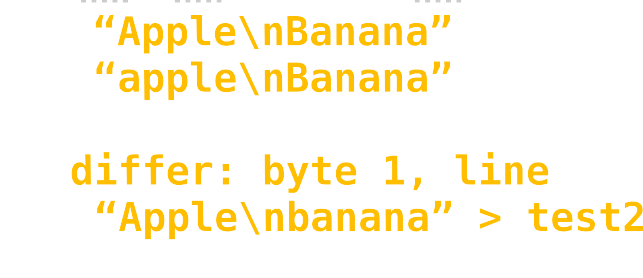 “Apple\nBanana”
“apple\nBanana”
differ: byte 1, line
“Apple\nbanana” > test2